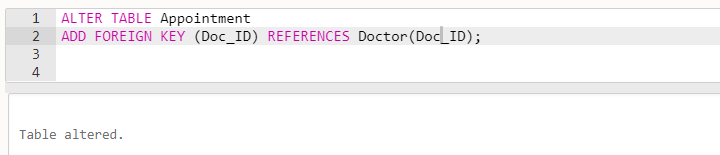 1 ALTER TABLE Appointment
2 ADD FOREIGN KEY (Doc_ID) REFERENCES Doctor(Doc_ID);
3
4
Table altered.